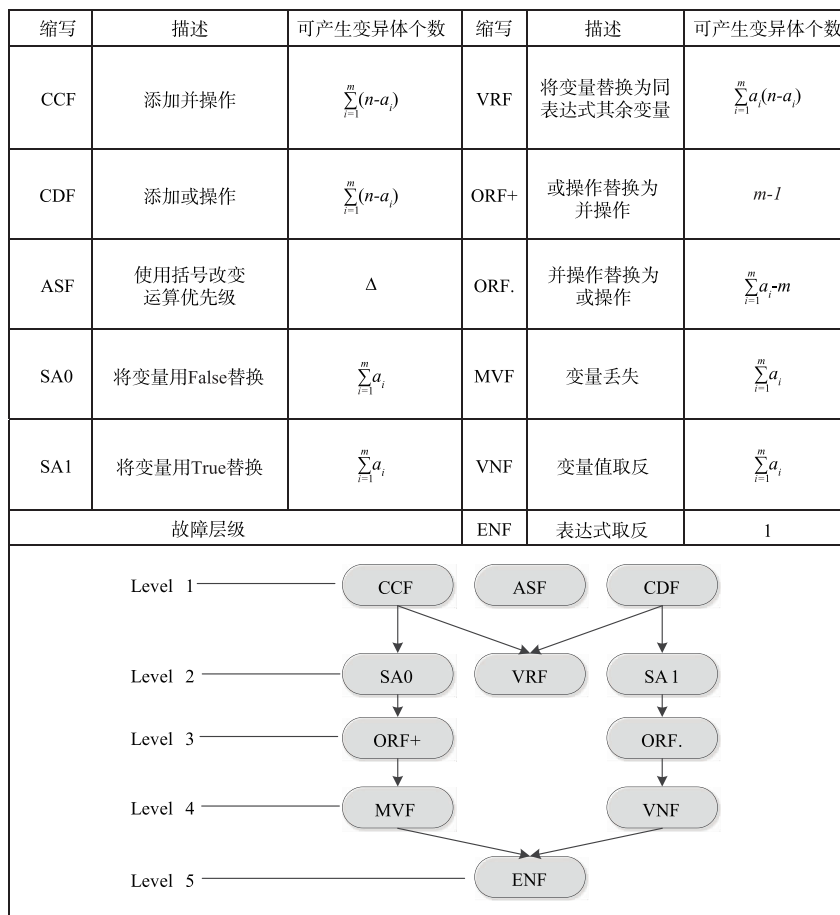 缩写 描述 可产生变异体个数 缩写 描述 可产生变异体个数
CCF 添加并操作 $\sum_{i=1}^{m}(n-a_i)$ VRF 将变量替换为同
表达式其余变量 $\sum_{i=1}^{m}a_i(n-a_i)$
CDF 添加或操作 $\sum_{i=1}^{m}(n-a_i)$ ORF+ 或操作替换为
并操作 m-1
ASF 使用括号改变
运算优先级 Δ ORF. 并操作替换为
或操作 $\sum_{i=1}^{m}a_i-m$
SA0 将变量用False替换 $\sum_{i=1}^{m}a_i$ MVF 变量丢失 $\sum_{i=1}^{m}a_i$
SA1 将变量用True替换 $\sum_{i=1}^{m}a_i$ VNF 变量值取反 $\sum_{i=1}^{m}a_i$
故障层级 ENF 表达式取反 1
Level 1 CCF ASF CDF
Level 2 SA0 VRF SA 1
Level 3 ORF+ ORF.
Level 4 MVF VNF
Level 5 ENF